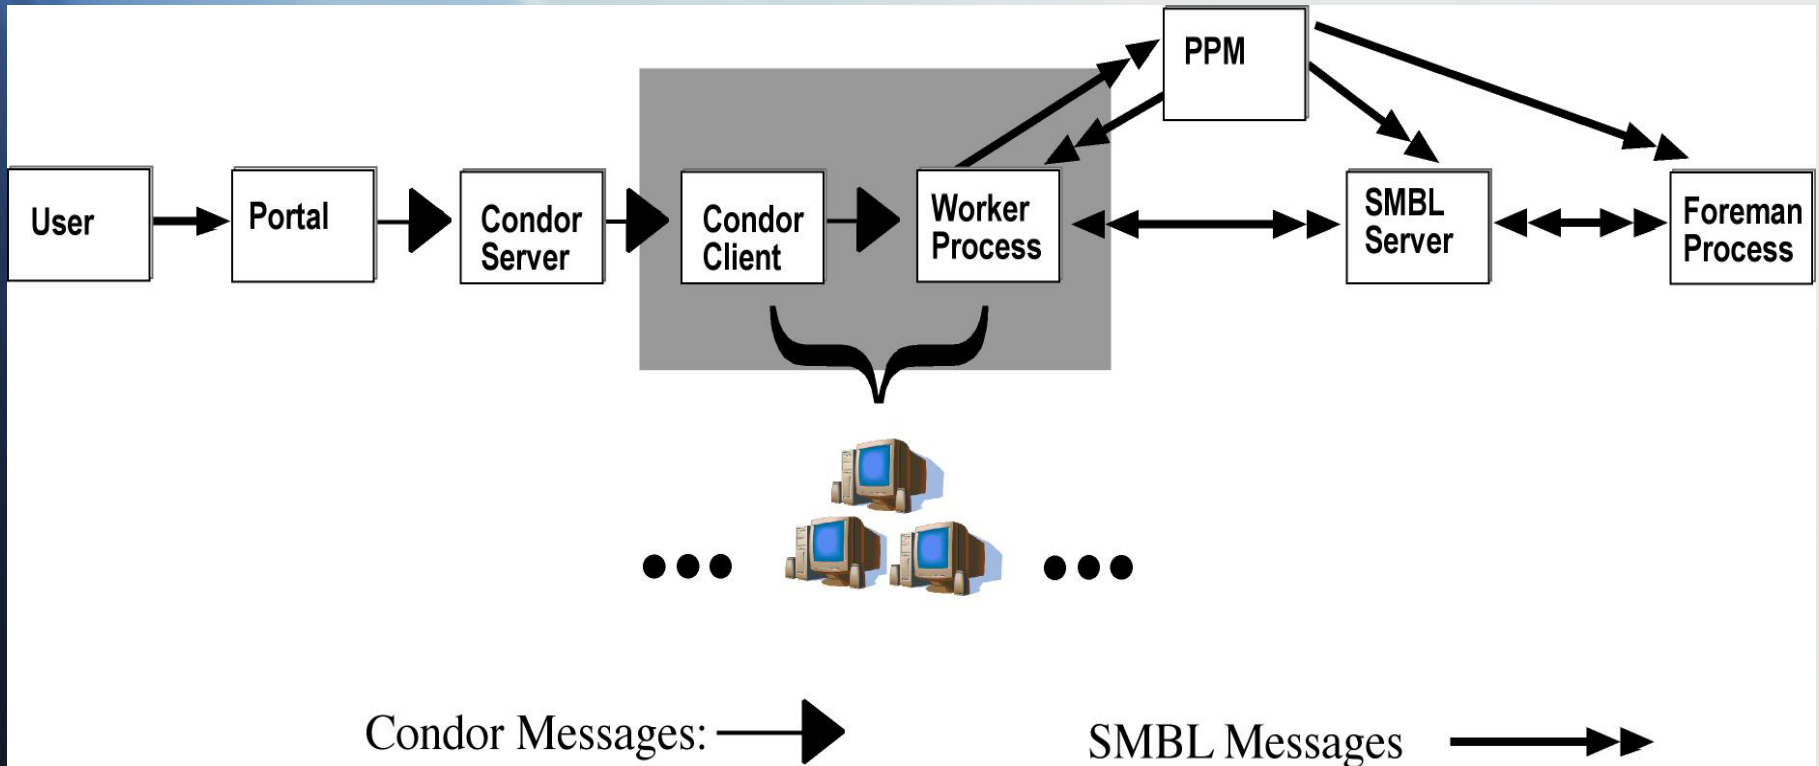 PPM
User
Portal
Condor
Server
Condor
Client
Worker
Process
SMBL
Server
Foreman
Process
Condor Messages:
SMBL Messages